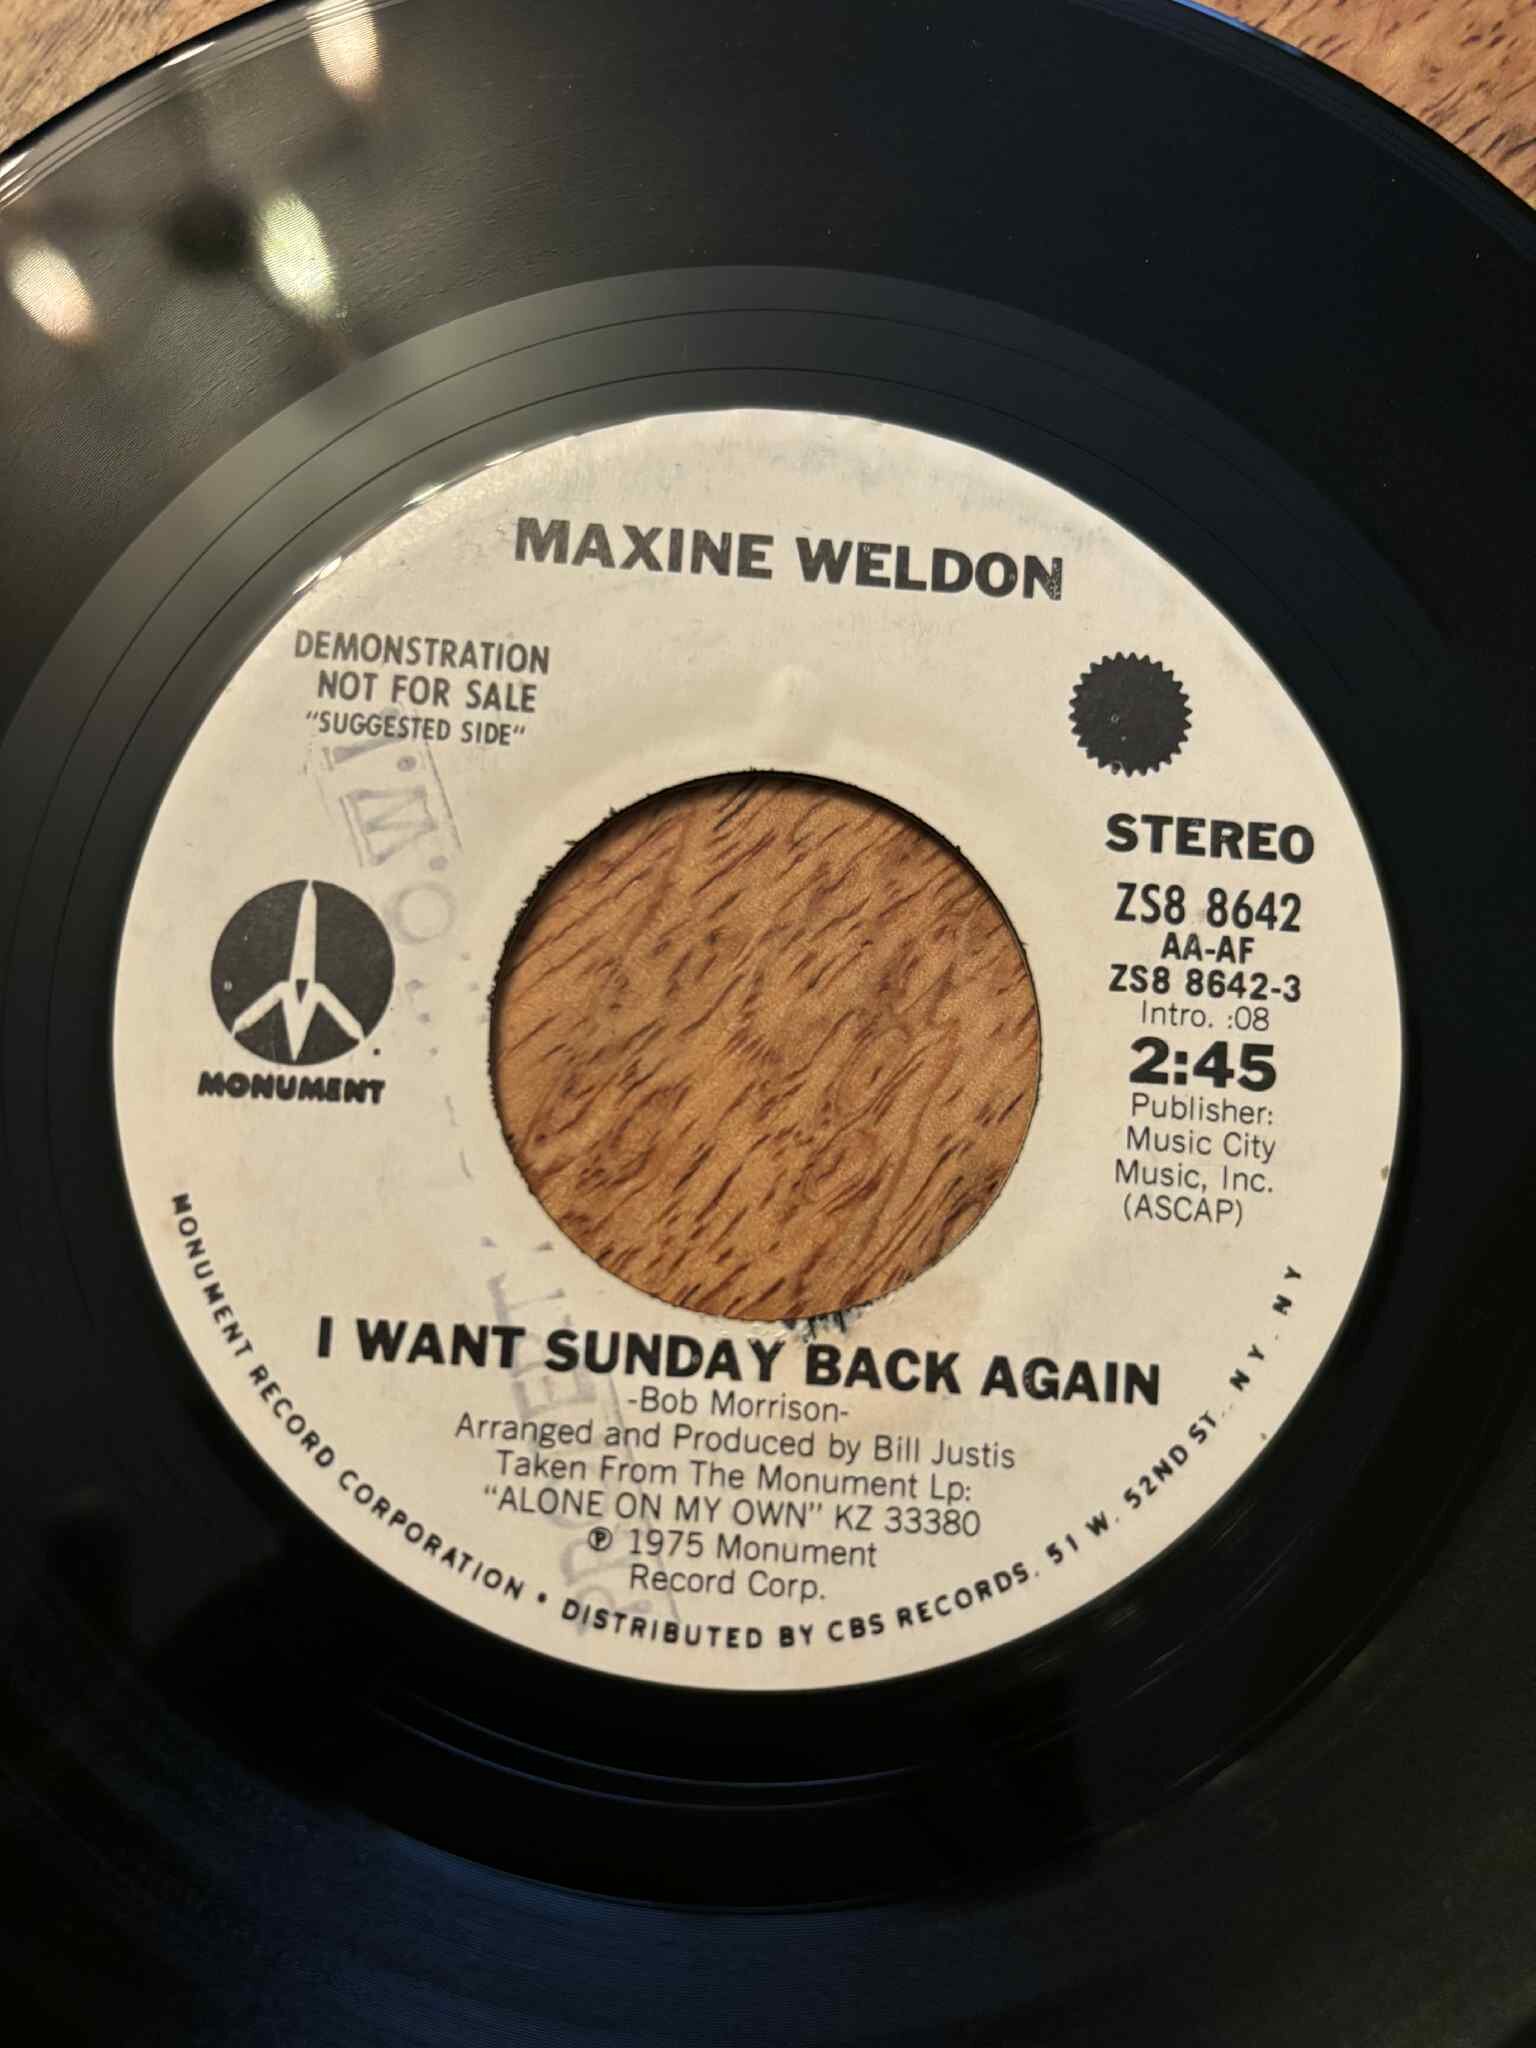 MAXINE WELDON
DEMONSTRATION
NOT FOR SALE
"SUGGESTED SIDE"
I.M.O.
MONUMENT
STEREO
ZS8 8642
AA-AF
ZS8 8642-3
Intro. :08
2:45
Publisher:
Music City
Music, Inc.
(ASCAP)
I WANT SUNDAY BACK AGAIN
-Bob Morrison-
Arranged and Produced by Bill Justis
Taken From The Monument Lp:
"ALONE ON MY OWN" KZ 33380
℗ 1975 Monument
Record Corp.
MONUMENT RECORD CORPORATION • DISTRIBUTED BY CBS RECORDS. 51 W. 52ND ST., N.Y., N.Y.